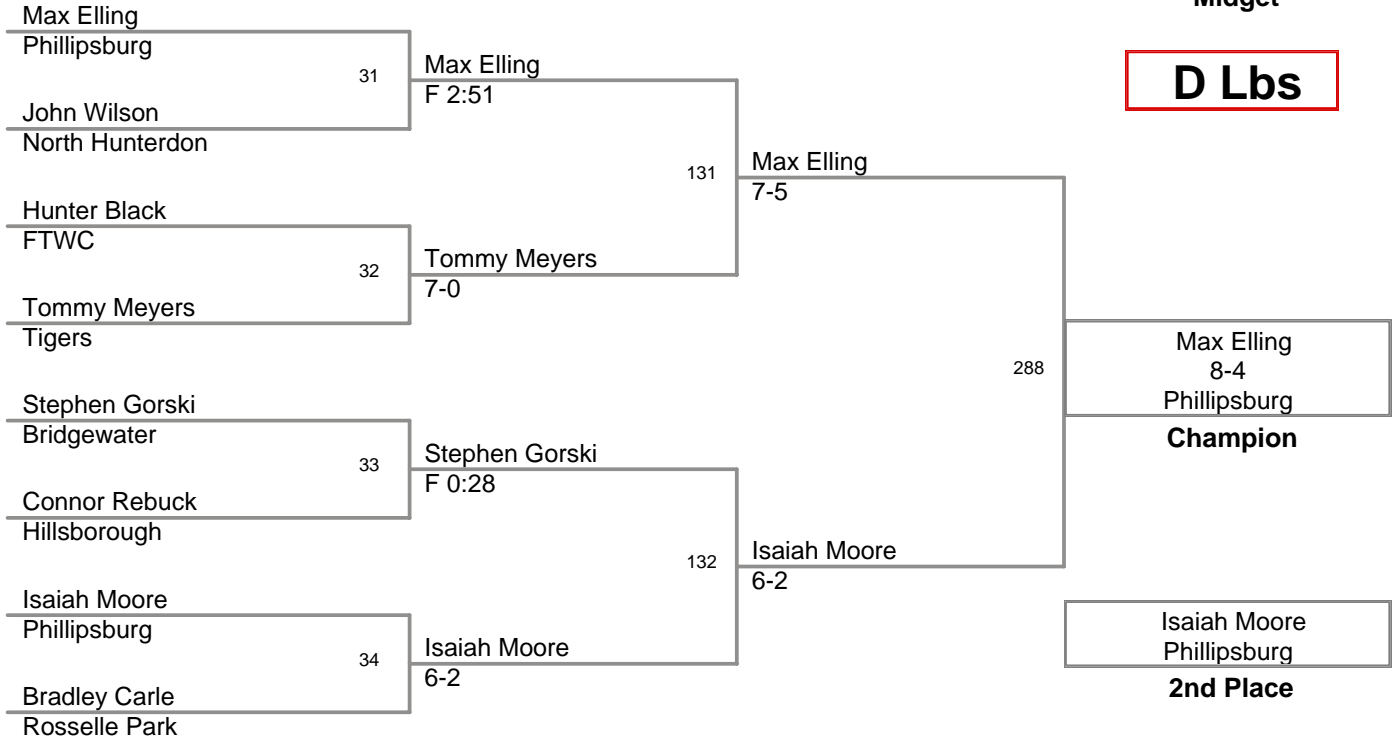 Midget
D Lbs
Max Elling
Phillipsburg
31
John Wilson
North Hunterdon
Max Elling
F 2:51
Hunter Black
FTWC
32
Tommy Meyers
Tigers
Tommy Meyers
7-0
131
Max Elling
7-5
Stephen Gorski
Bridgewater
33
Connor Rebuck
Hillsborough
Stephen Gorski
F 0:28
Isaiah Moore
Phillipsburg
34
Bradley Carle
Rosselle Park
Isaiah Moore
6-2
132
Isaiah Moore
6-2
288
Max Elling
8-4
Phillipsburg
Champion
Isaiah Moore
Phillipsburg
2nd Place